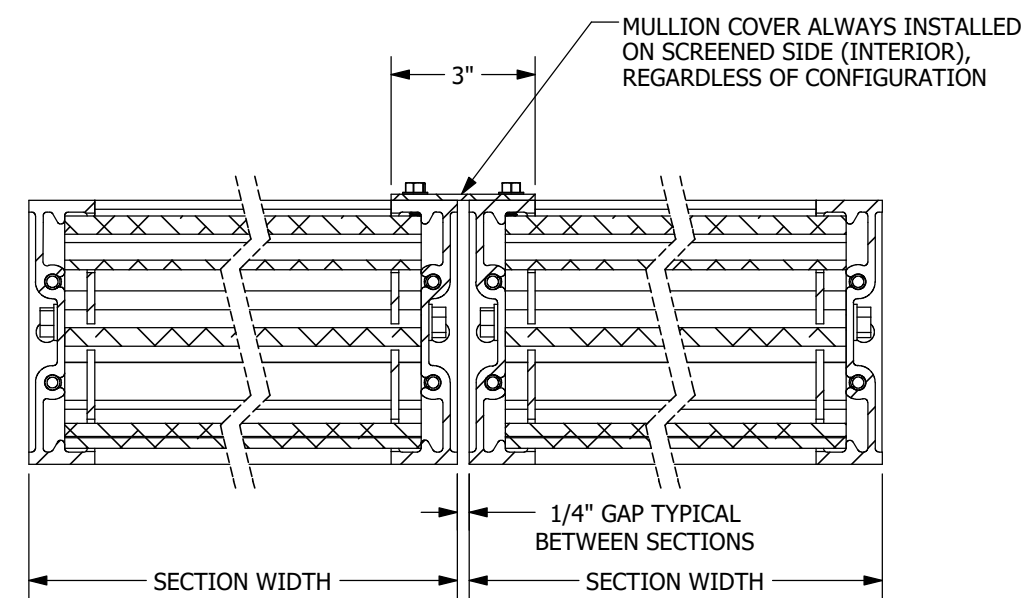 MULLION COVER ALWAYS INSTALLED
ON SCREENED SIDE (INTERIOR),
REGARDLESS OF CONFIGURATION
3"
1/4" GAP TYPICAL
BETWEEN SECTIONS
SECTION WIDTH
SECTION WIDTH